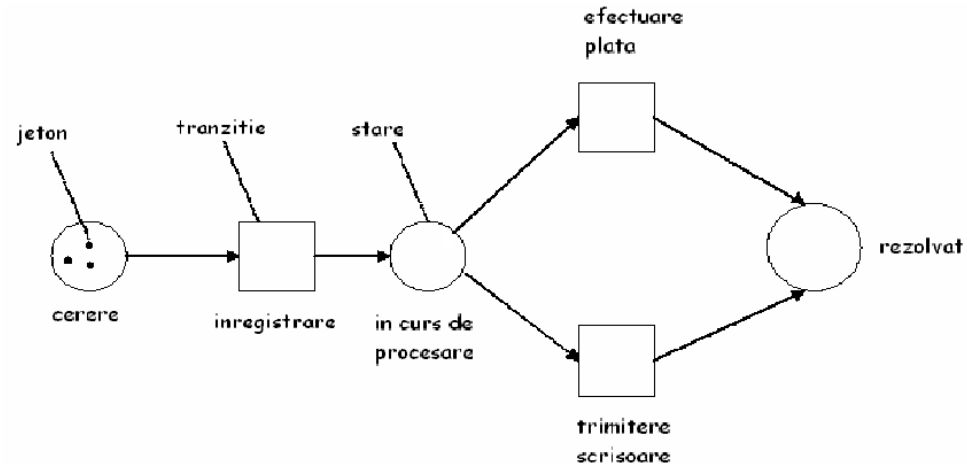 efectuare
plata
jeton
tranzitie
stare
cerere
inregistrare
in curs de
procesare
rezolvat
trimitere
scrisoare